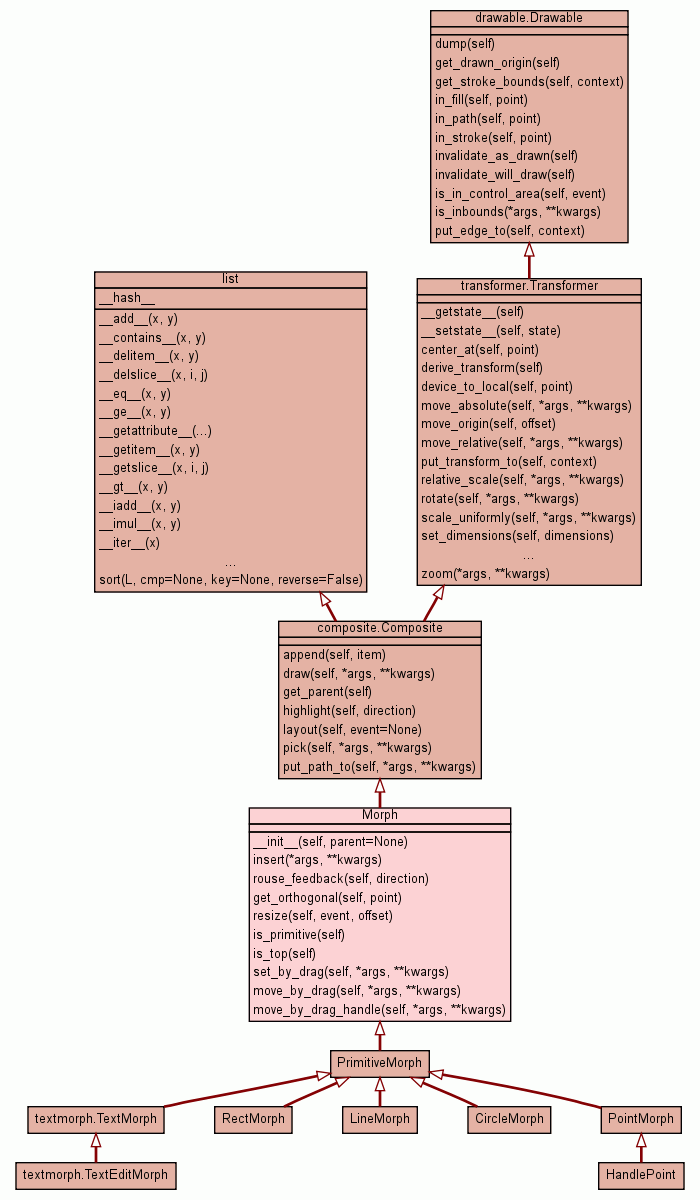 drawable.Drawable
dump(self)
get_drawn_origin(self)
get_stroke_bounds(self, context)
in_fill(self, point)
in_path(self, point)
in_stroke(self, point)
invalidate_as_drawn(self)
invalidate_will_draw(self)
is_in_control_area(self, event)
is_inbounds(*args, **kwargs)
put_edge_to(self, context)
list
__hash__
__add__(x, y)
__contains__(x, y)
__delitem__(x, y)
__delslice__(x, i, j)
__eq__(x, y)
__ge__(x, y)
__getattribute__(...)
__getitem__(x, y)
__getslice__(x, i, j)
__gt__(x, y)
__iadd__(x, y)
__imul__(x, y)
__iter__(x)
...
sort(L, cmp=None, key=None, reverse=False)
transformer.Transformer
__getstate__(self)
__setstate__(self, state)
center_at(self, point)
derive_transform(self)
device_to_local(self, point)
move_absolute(self, *args, **kwargs)
move_origin(self, offset)
move_relative(self, *args, **kwargs)
put_transform_to(self, context)
relative_scale(self, *args, **kwargs)
rotate(self, *args, **kwargs)
scale_uniformly(self, *args, **kwargs)
set_dimensions(self, dimensions)
...
zoom(*args, **kwargs)
composite.Composite
append(self, item)
draw(self, *args, **kwargs)
get_parent(self)
highlight(self, direction)
layout(self, event=None)
pick(self, *args, **kwargs)
put_path_to(self, *args, **kwargs)
Morph
__init__(self, parent=None)
insert(*args, **kwargs)
rouse_feedback(self, direction)
get_orthogonal(self, point)
resize(self, event, offset)
is_primitive(self)
is_top(self)
set_by_drag(self, *args, **kwargs)
move_by_drag(self, *args, **kwargs)
move_by_drag_handle(self, *args, **kwargs)
PrimitiveMorph
textmorph.TextMorph
RectMorph
LineMorph
CircleMorph
PointMorph
textmorph.TextEditMorph
HandlePoint